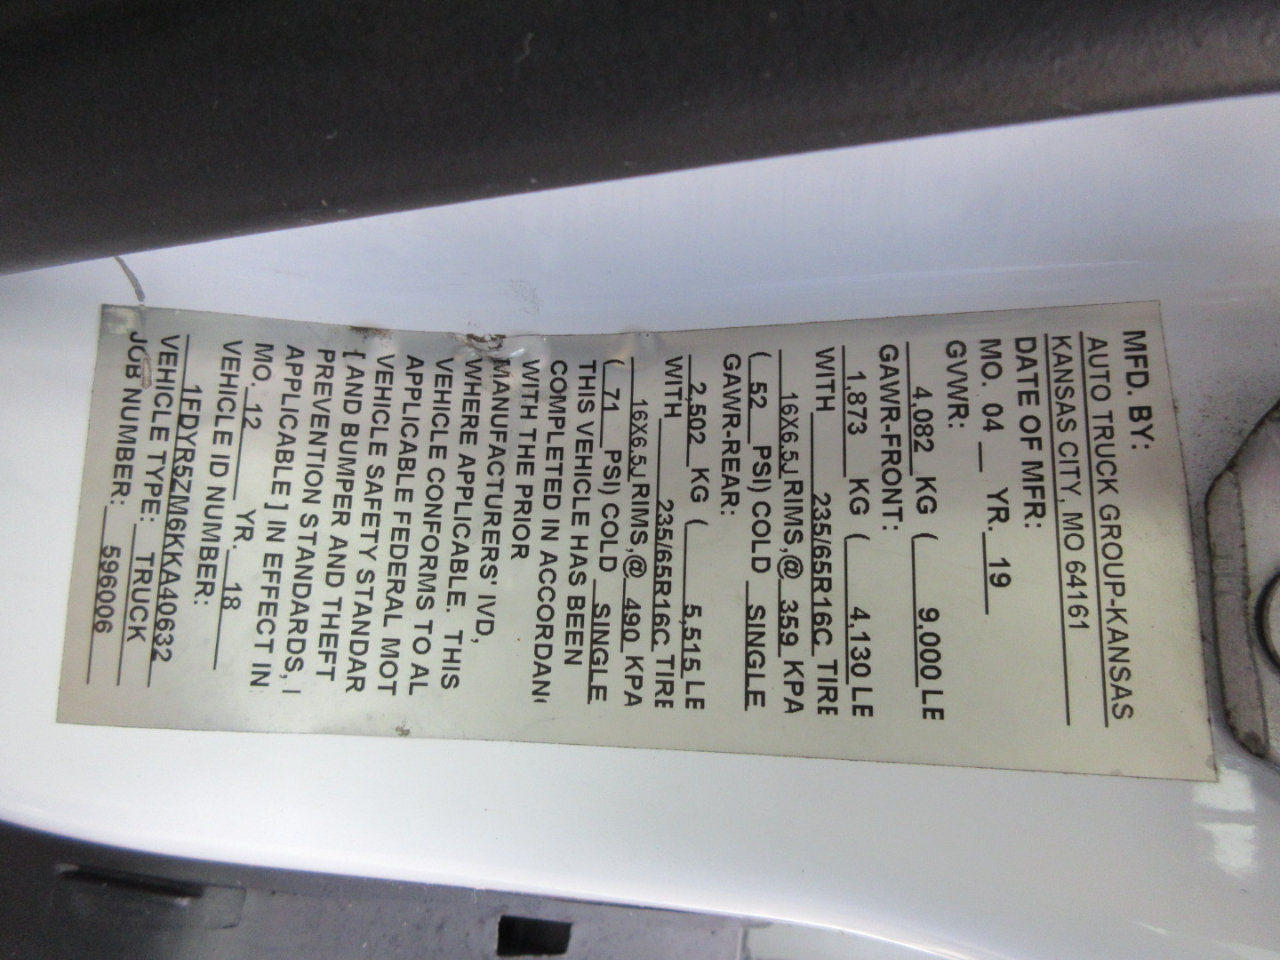 MFD. BY:
AUTO TRUCK GROUP-KANSAS
KANSAS CITY, MO 64161
DATE OF MFR:
MO. 04 YR. 19
GVWR:
4,082 KG ( 9,000 LE
GAWR-FRONT:
1,873 KG ( 4,130 LE
WITH 235/65R16C TIRE
16X6.5J RIMS,@ 359 KPA
( 52 PSI) COLD SINGLE
GAWR-REAR:
2,502 KG ( 5,515 LE
WITH 235/65R16C TIRE
16X6.5J RIMS,@ 490 KPA
( 71 PSI) COLD SINGLE
THIS VEHICLE HAS BEEN
COMPLETED IN ACCORDAN
WITH THE PRIOR
MANUFACTURERS' IVD,
WHERE APPLICABLE. THIS
VEHICLE CONFORMS TO AL
APPLICABLE FEDERAL MOT
VEHICLE SAFETY STANDAR
[ AND BUMPER AND THEFT
PREVENTION STANDARDS, I
APPLICABLE ] IN EFFECT IN
MO. 12 YR. 18
VEHICLE ID NUMBER:
1FDYR5ZM6KKA40632
VEHICLE TYPE: TRUCK
JOB NUMBER: 596006